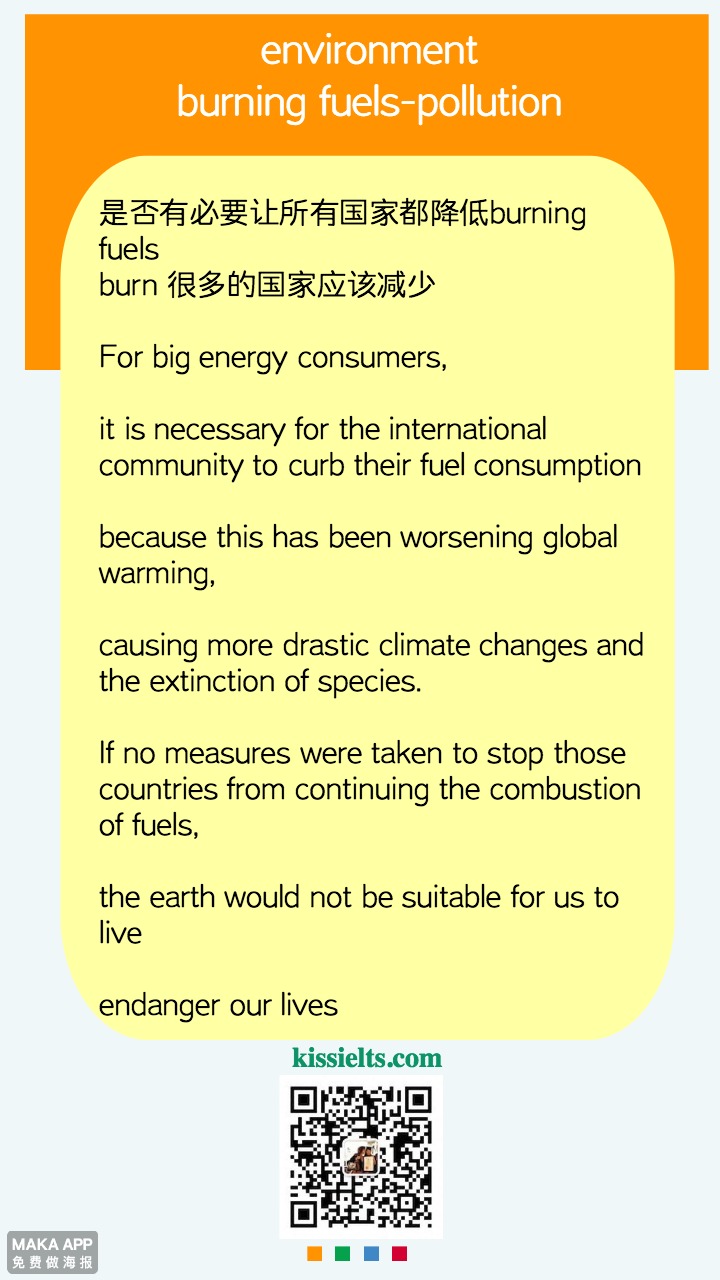 environment
burning fuels-pollution
是否有必要让所有国家都降低burning
fuels
burn 很多的国家应该减少
For big energy consumers,
it is necessary for the international
community to curb their fuel consumption
because this has been worsening global
warming,
causing more drastic climate changes and
the extinction of species.
If no measures were taken to stop those
countries from continuing the combustion
of fuels,
the earth would not be suitable for us to
live
endanger our lives
kissielts.com
MAKA APP
免费做海报